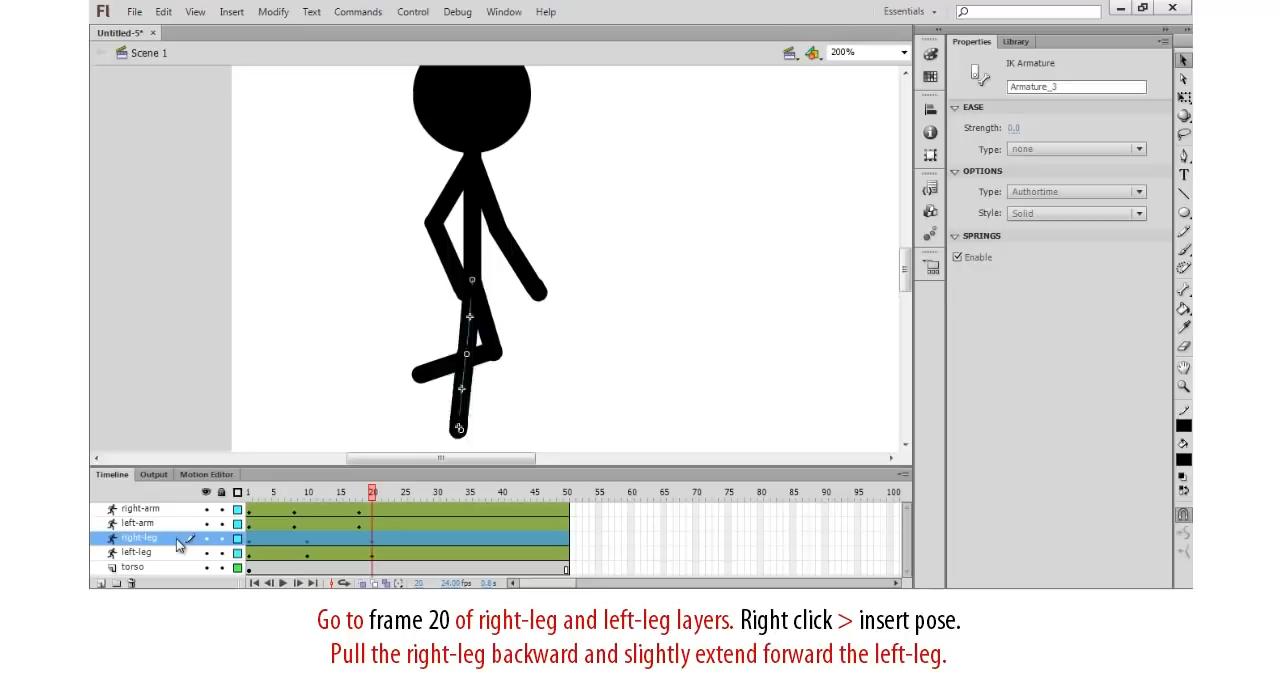 Fl File Edit View Insert Modify Text Commands Control Debug Window Help Essentials
Untitled-5* ×
Scene 1 200%
Properties Library
IK Armature
Armature_3
EASE
Strength: 0.0
Type: none
OPTIONS
Type: Authortime
Style: Solid
SPRINGS
Enable
Timeline Output Motion Editor
1 5 10 15 20 25 30 35 40 45 50 55 60 65 70 75 80 85 90 95 100
right-arm
left-arm
right-leg
left-leg
torso
20 24.00fps 0.8s
Go to frame 20 of right-leg and left-leg layers. Right click > insert pose.
Pull the right-leg backward and slightly extend forward the left-leg.